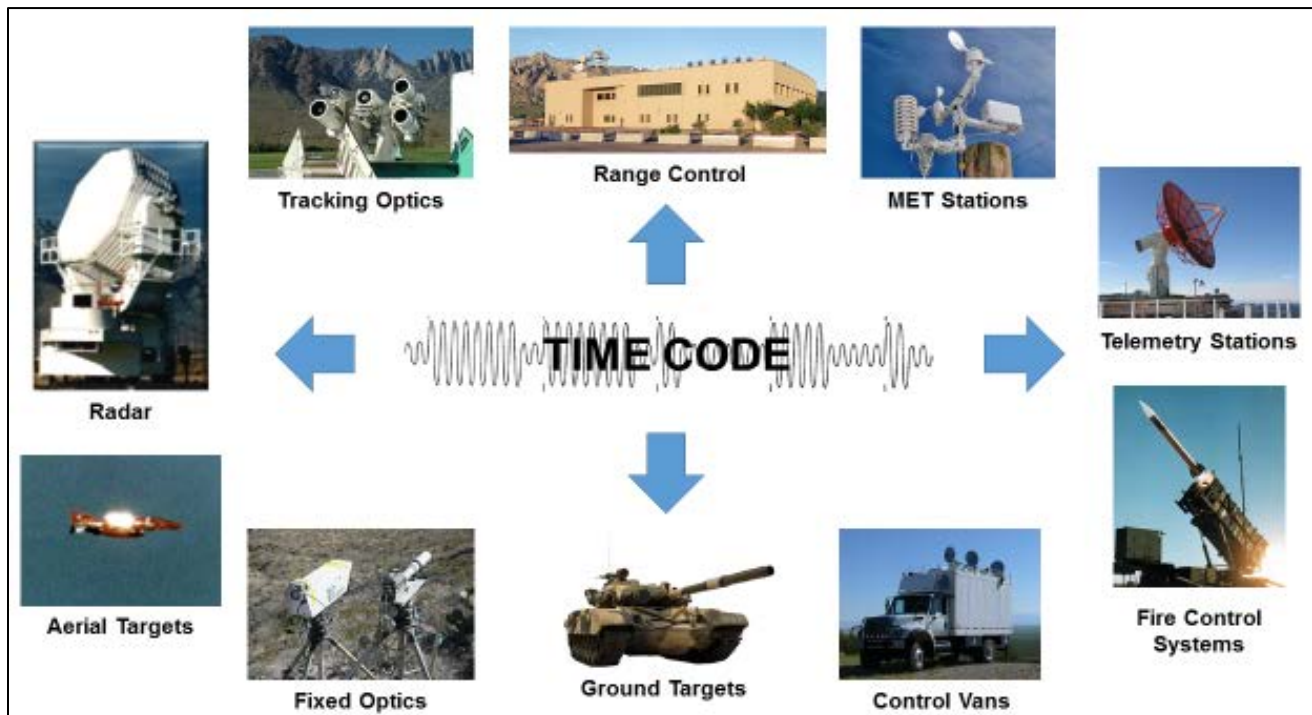 Tracking Optics
Range Control
MET Stations
Radar
TIME CODE
Telemetry Stations
Aerial Targets
Fixed Optics
Ground Targets
Control Vans
Fire Control
Systems